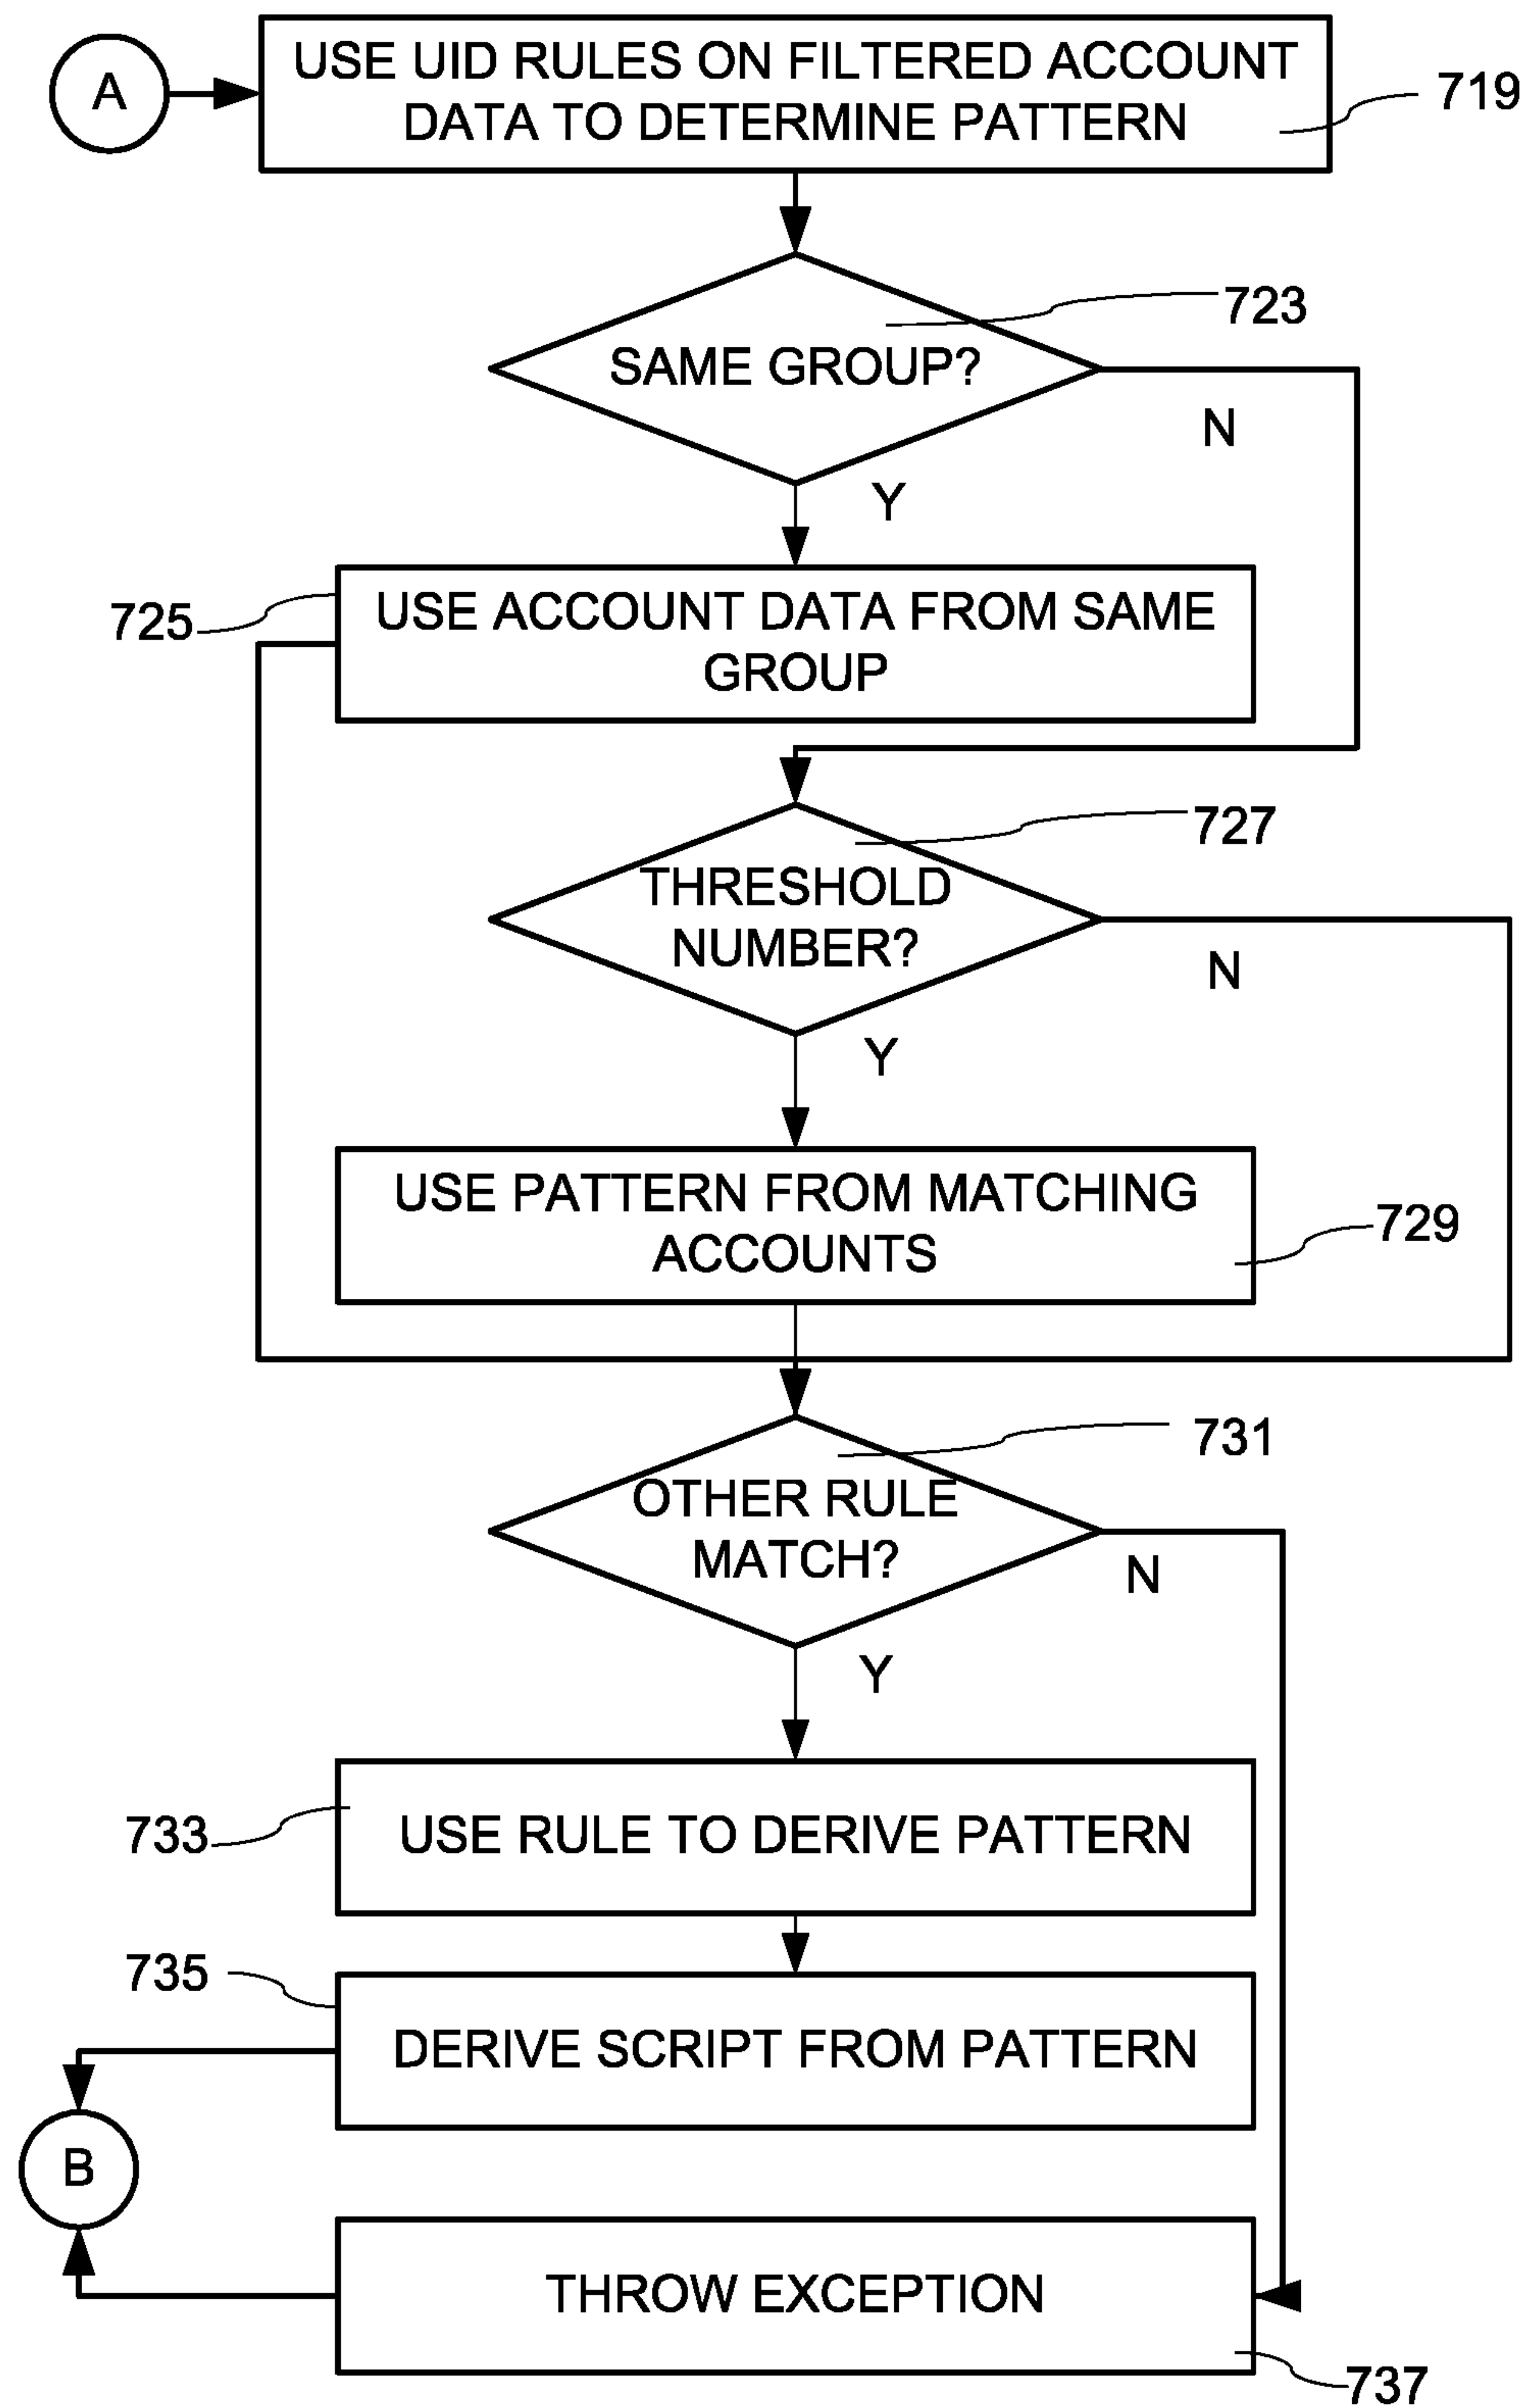 A
USE UID RULES ON FILTERED ACCOUNT
DATA TO DETERMINE PATTERN
719
723
SAME GROUP?
N
Y
725
USE ACCOUNT DATA FROM SAME
GROUP
727
THRESHOLD
NUMBER?
N
Y
USE PATTERN FROM MATCHING
ACCOUNTS
729
731
OTHER RULE
MATCH?
N
Y
733
USE RULE TO DERIVE PATTERN
735
DERIVE SCRIPT FROM PATTERN
B
THROW EXCEPTION
737